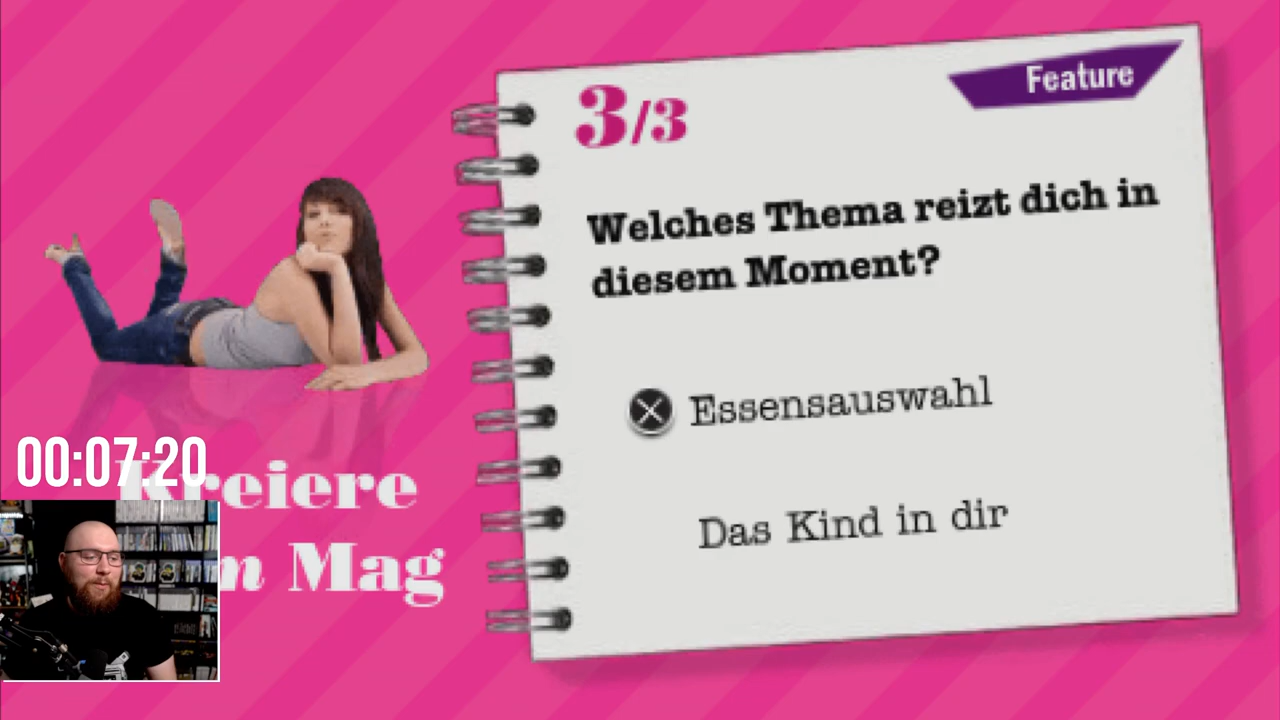 Feature
3/3
Welches Thema reizt dich in
diesem Moment?
Essensauswahl
Das Kind in dir
00:07:20
Kreiere
Mag